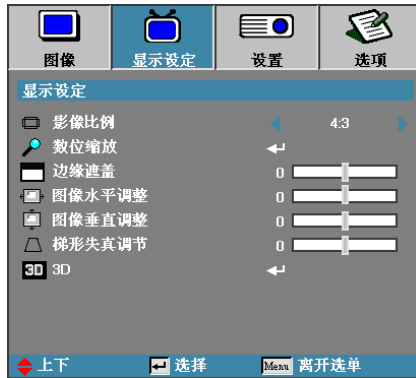 图像 显示设定 设置 选项
显示设定
影像比例 4:3
数位缩放
边缘遮盖 0
图像水平调整 0
图像垂直调整 0
梯形失真调节 0
3D 3D
上下 选择 Menu 离开选单